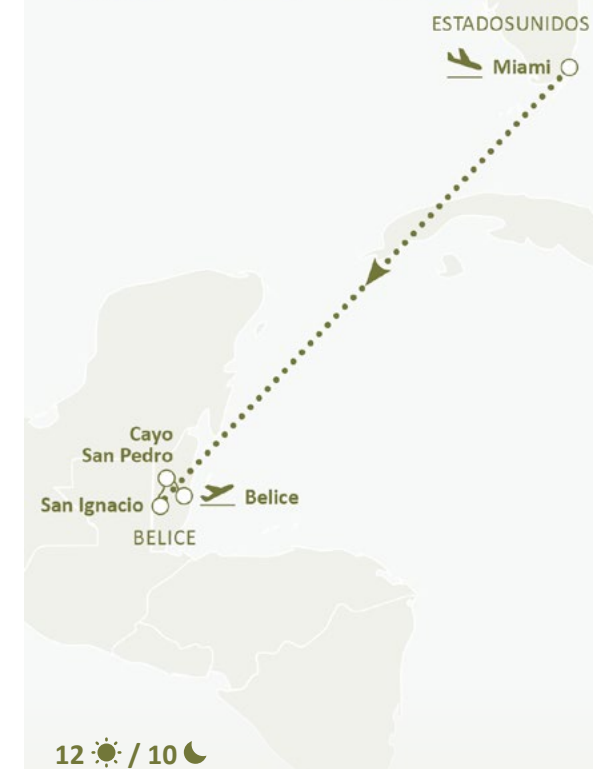 ESTADOSUNIDOS
Miami
Cayo
San Pedro
San Ignacio
Belice
BELICE
12 / 10